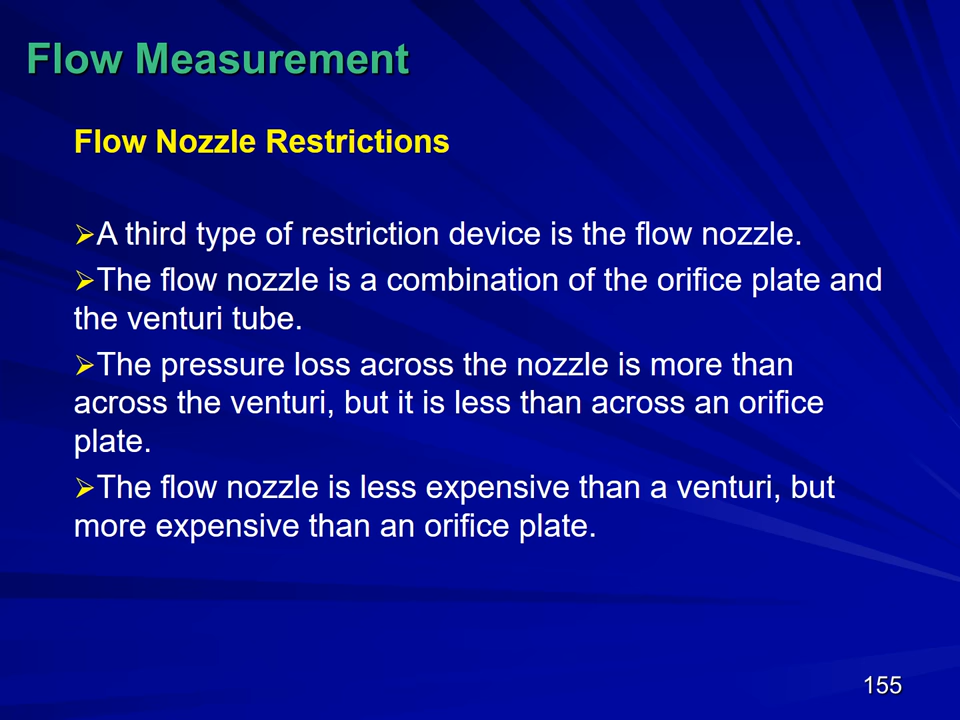 Flow Measurement
Flow Nozzle Restrictions
➢A third type of restriction device is the flow nozzle.
➢The flow nozzle is a combination of the orifice plate and
the venturi tube.
➢The pressure loss across the nozzle is more than
across the venturi, but it is less than across an orifice
plate.
➢The flow nozzle is less expensive than a venturi, but
more expensive than an orifice plate.
155